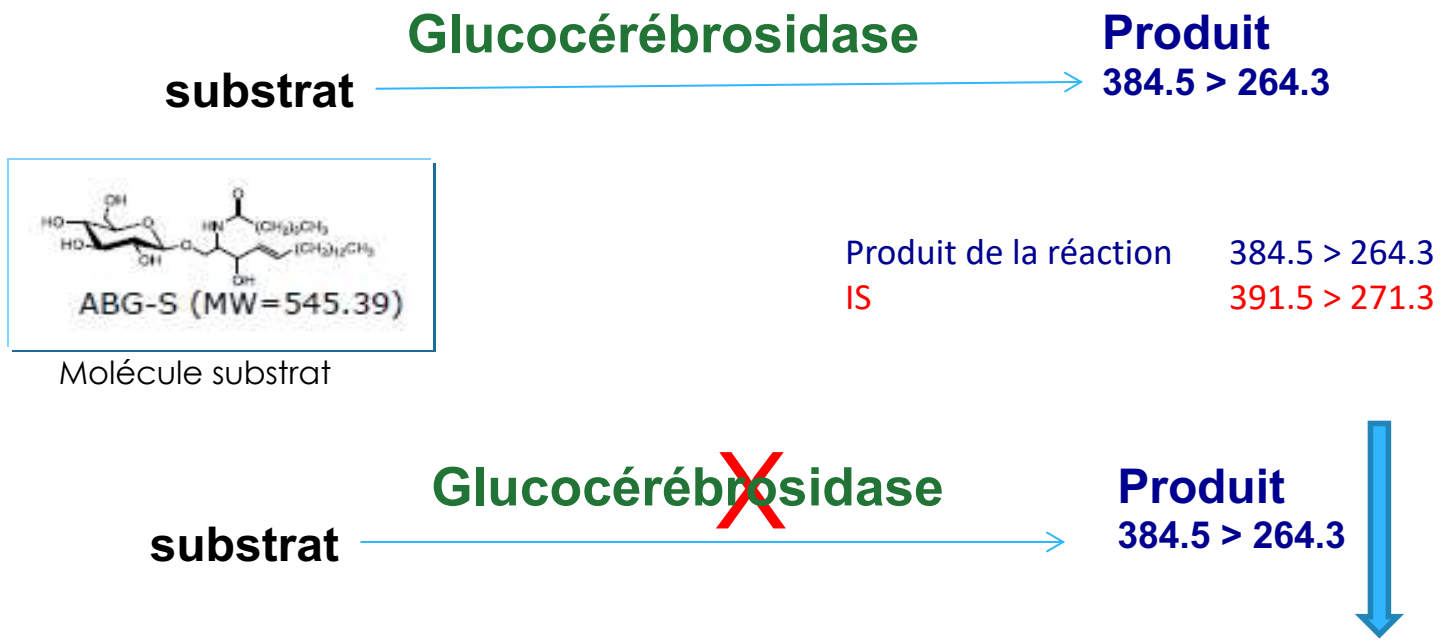 Glucocérébrosidase
Produit
substrat
384.5 > 264.3
OH
HO
HO
HO
OH
O
O
HN
O
(CH₂)₁₂CH₃
OH
ABG-S (MW=545.39)
Molécule substrat
Produit de la réaction 384.5 > 264.3
IS 391.5 > 271.3
Glucocérébrosidase
X
Produit
substrat
384.5 > 264.3